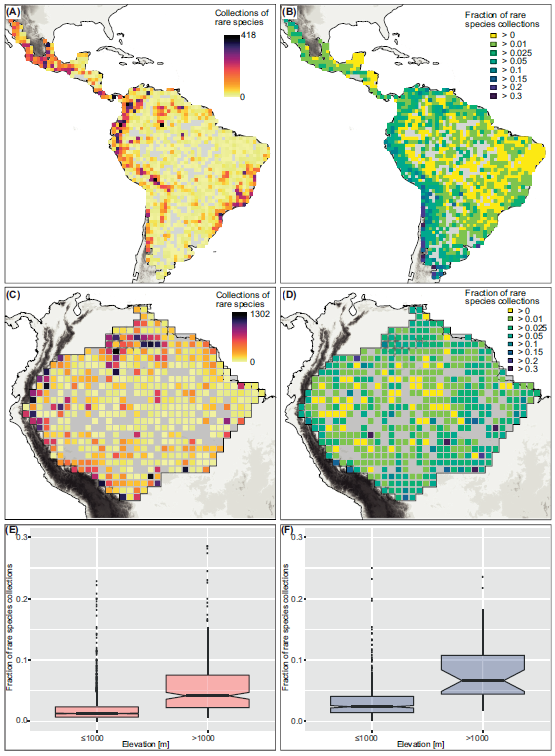 (A)
Collections of
rare species
418
0
(B)
Fraction of rare
species collections
> 0
> 0.01
> 0.025
> 0.05
> 0.1
> 0.15
> 0.2
> 0.3
(C)
Collections of
rare species
1302
0
(D)
Fraction of rare
species collections
>0
> 0.01
> 0.025
> 0.05
> 0.1
> 0.15
> 0.2
> 0.3
(E)
Fraction of rare species collections
0.3
0.1
0.0
≤1000
>1000
Elevation [m]
(F)
Fraction of rare species collections
0.3
0.1
0.0
≤1000
>1000
Elevation [m]